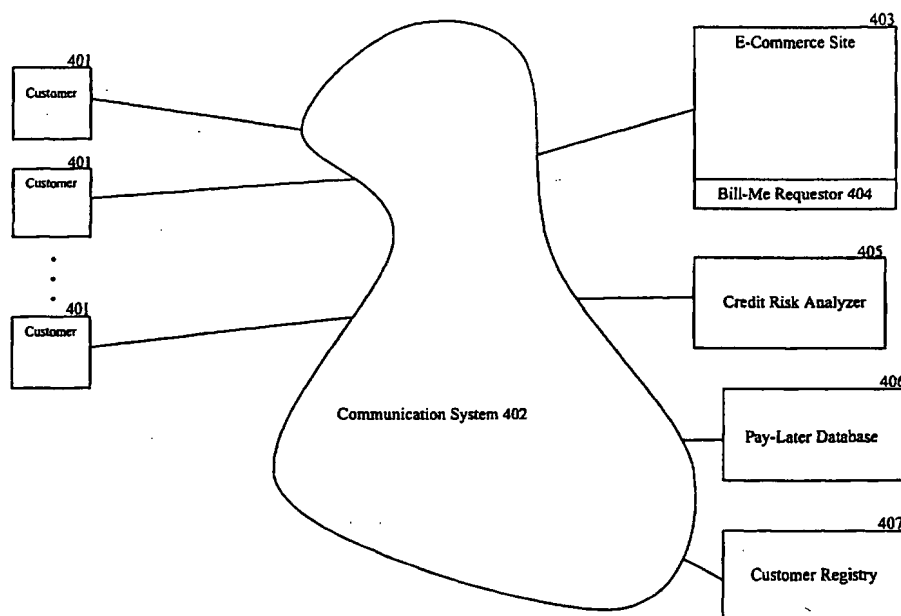 401
Customer
401
Customer
401
Customer
Communication System 402
403
E-Commerce Site
Bill-Me Requestor 404
405
Credit Risk Analyzer
406
Pay-Later Database
407
Customer Registry